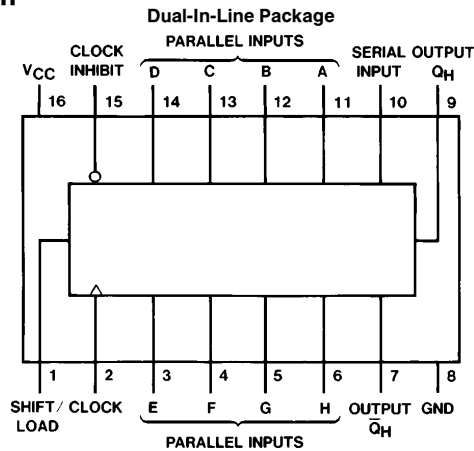 Dual-In-Line Package
PARALLEL INPUTS
CLOCK INHIBIT
SERIAL INPUT
OUTPUT QH
VCC
D
C
B
A
16
15
14
13
12
11
10
9
1
2
3
4
5
6
7
8
SHIFT/LOAD
CLOCK
E
F
G
H
OUTPUT Q̅H
GND
PARALLEL INPUTS